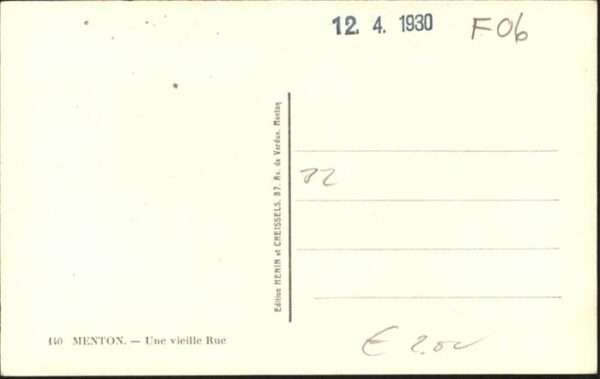 12. 4. 1930
F06
Edition HENIN et CREISSELS. 37. Av. de Verdun. Menton
140 MENTON. — Une vieille Rue
€ 2.00